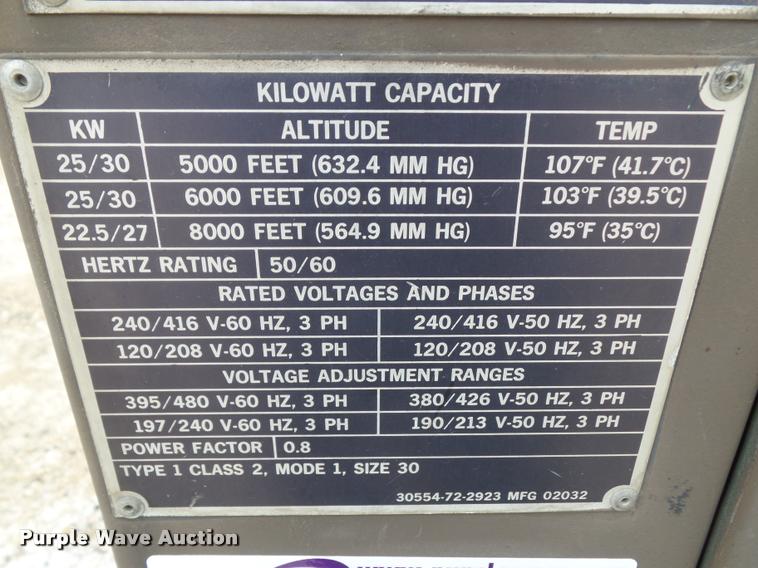 KILOWATT CAPACITY
KW ALTITUDE TEMP
25/30 5000 FEET (632.4 MM HG) 107°F (41.7°C)
25/30 6000 FEET (609.6 MM HG) 103°F (39.5°C)
22.5/27 8000 FEET (564.9 MM HG) 95°F (35°C)
HERTZ RATING 50/60
RATED VOLTAGES AND PHASES
240/416 V-60 HZ, 3 PH 240/416 V-50 HZ, 3 PH
120/208 V-60 HZ, 3 PH 120/208 V-50 HZ, 3 PH
VOLTAGE ADJUSTMENT RANGES
395/480 V-60 HZ, 3 PH 380/426 V-50 HZ, 3 PH
197/240 V-60 HZ, 3 PH 190/213 V-50 HZ, 3 PH
POWER FACTOR 0.8
TYPE 1 CLASS 2, MODE 1, SIZE 30
30554-72-2923 MFG 02032
Purple Wave Auction